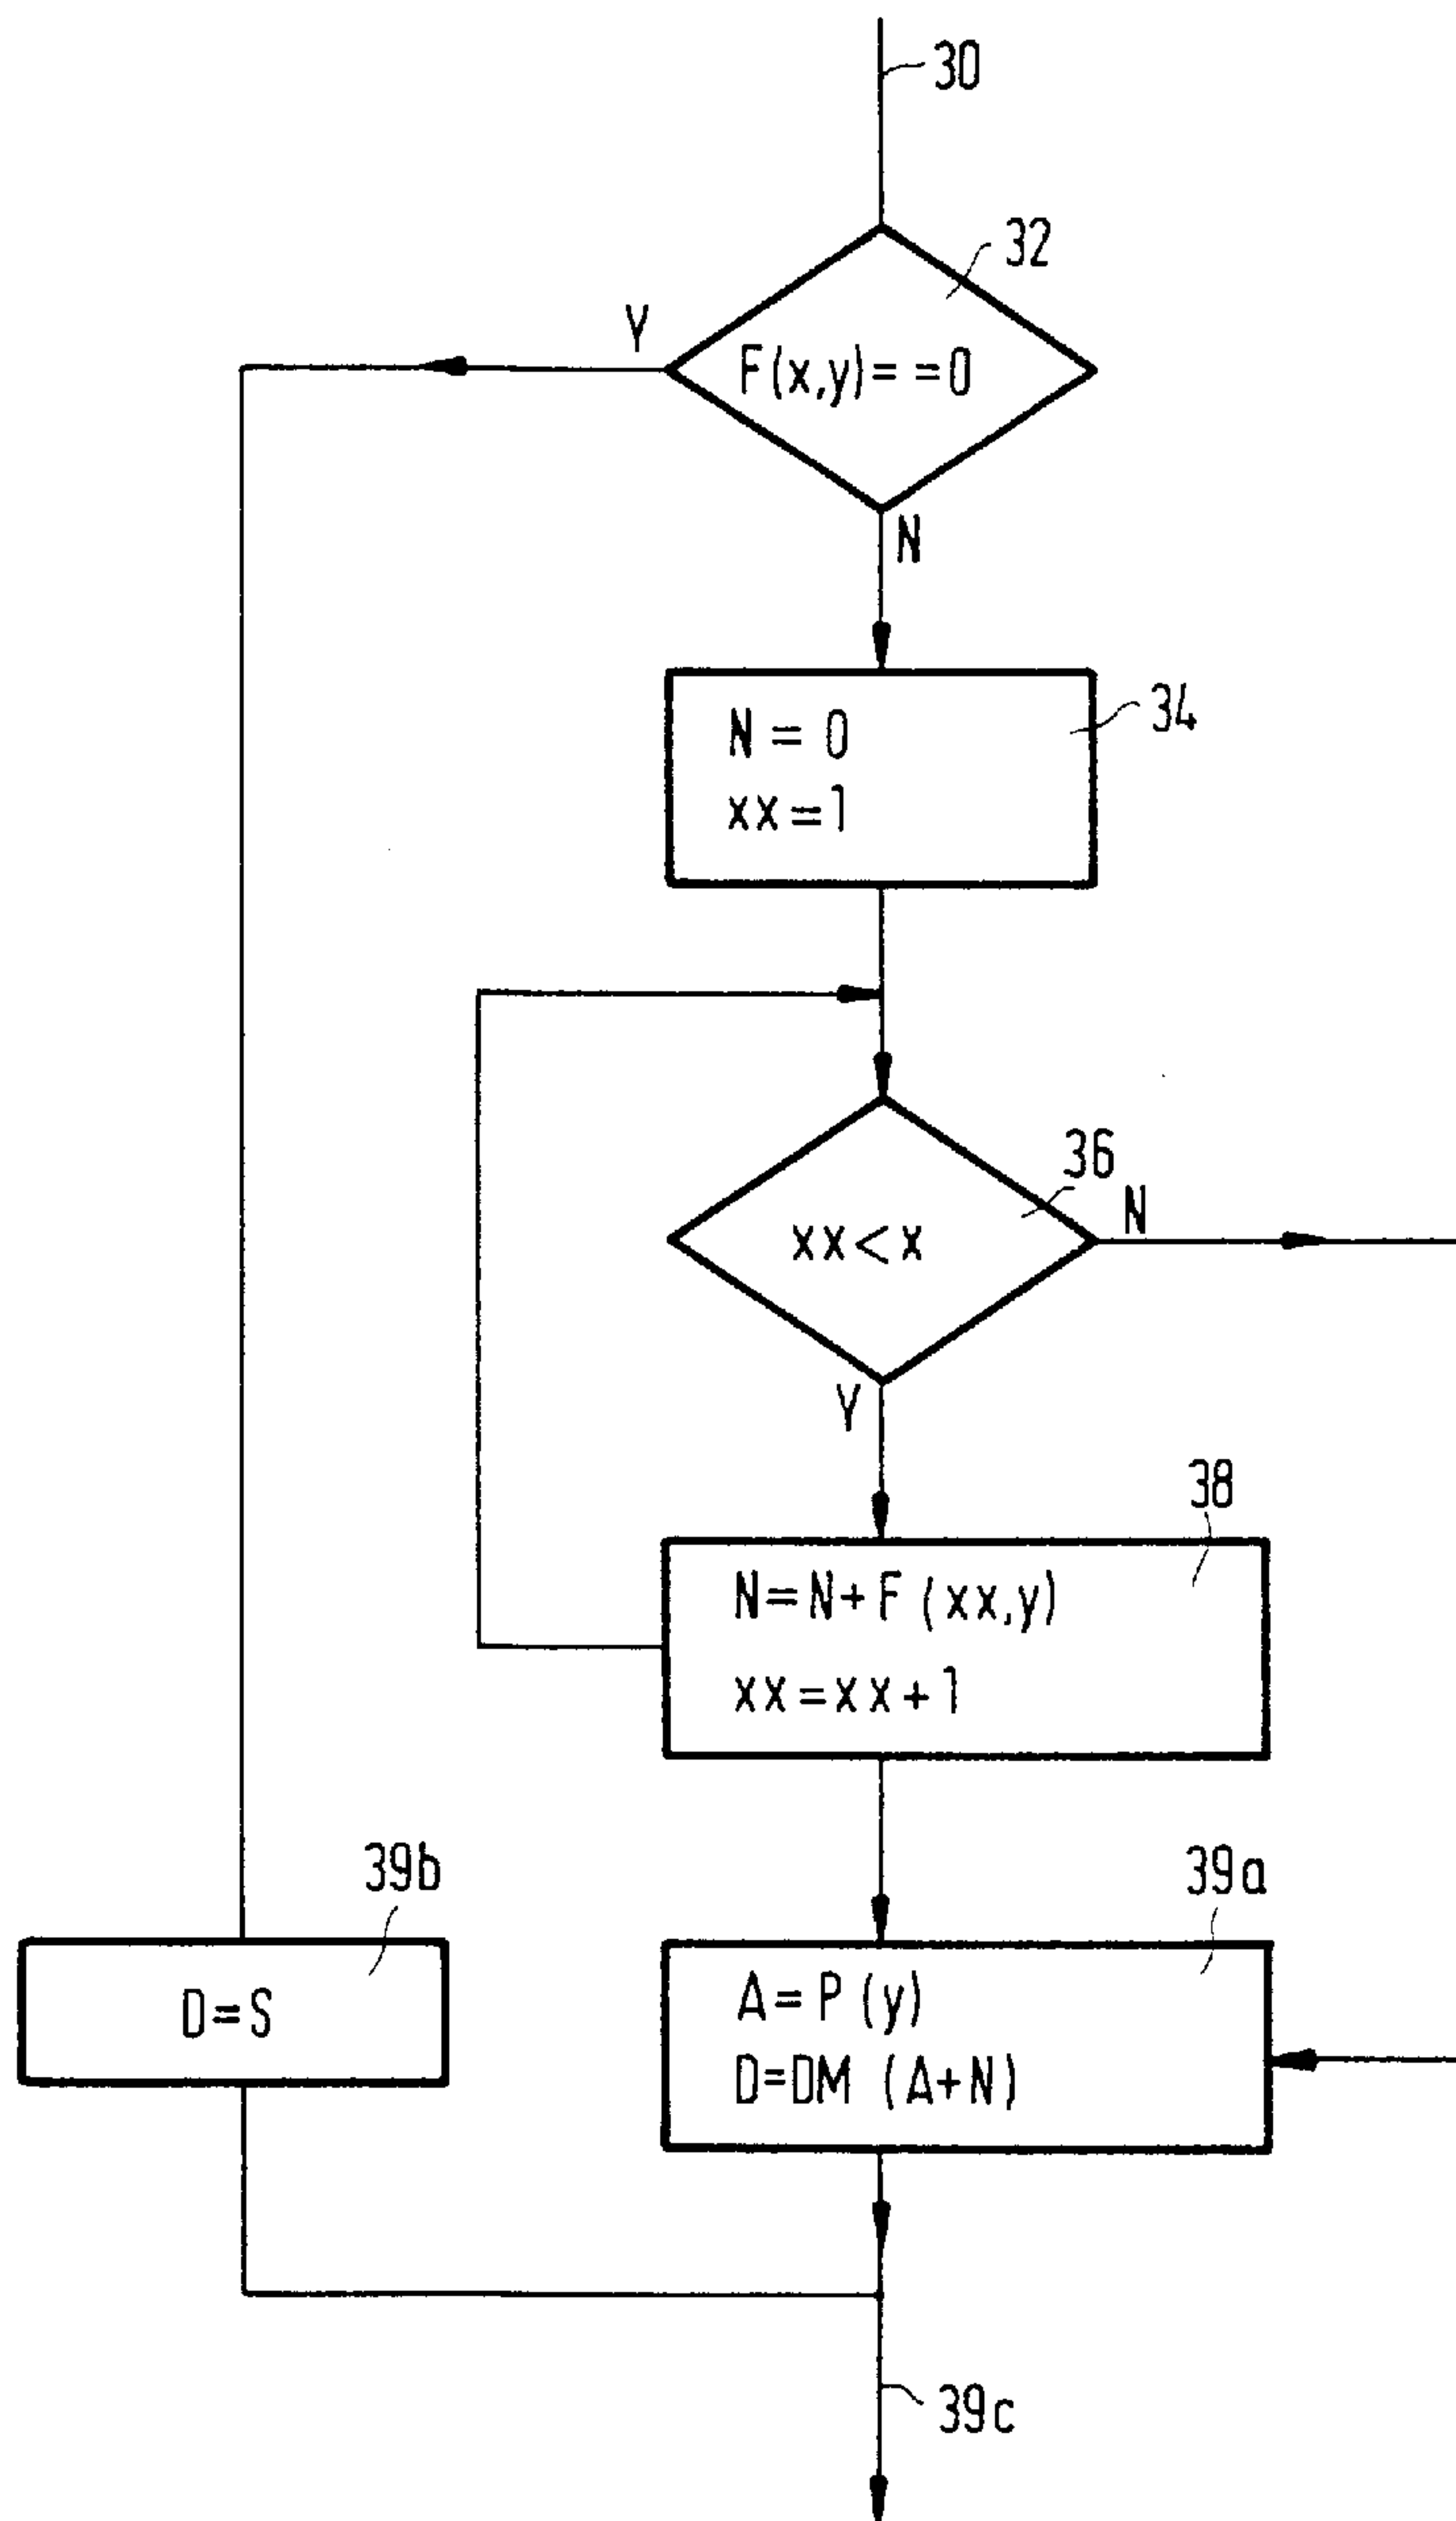 30
32
Y
F(x,y)==0
N
34
N=0
xx=1
36
N
xx<x
Y
38
N=N+F(xx,y)
xx=xx+1
39b
39a
D=S
A=P(y)
D=DM(A+N)
39c